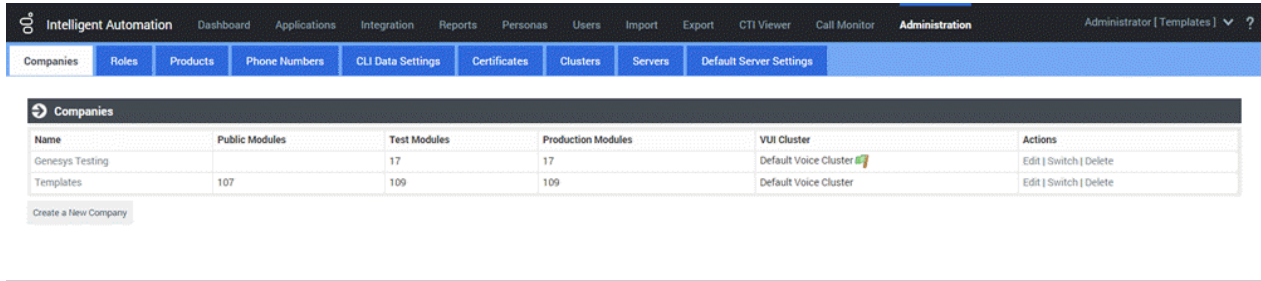 Intelligent Automation Dashboard Applications Integration Reports Personas Users Import Export CTI Viewer Call Monitor Administration Administrator [ Templates ] ?
Companies Roles Products Phone Numbers CLI Data Settings Certificates Clusters Servers Default Server Settings
Companies
Name Public Modules Test Modules Production Modules VUI Cluster Actions
Genesys Testing 17 17 Default Voice Cluster Edit | Switch | Delete
Templates 107 109 109 Default Voice Cluster Edit | Switch | Delete
Create a New Company